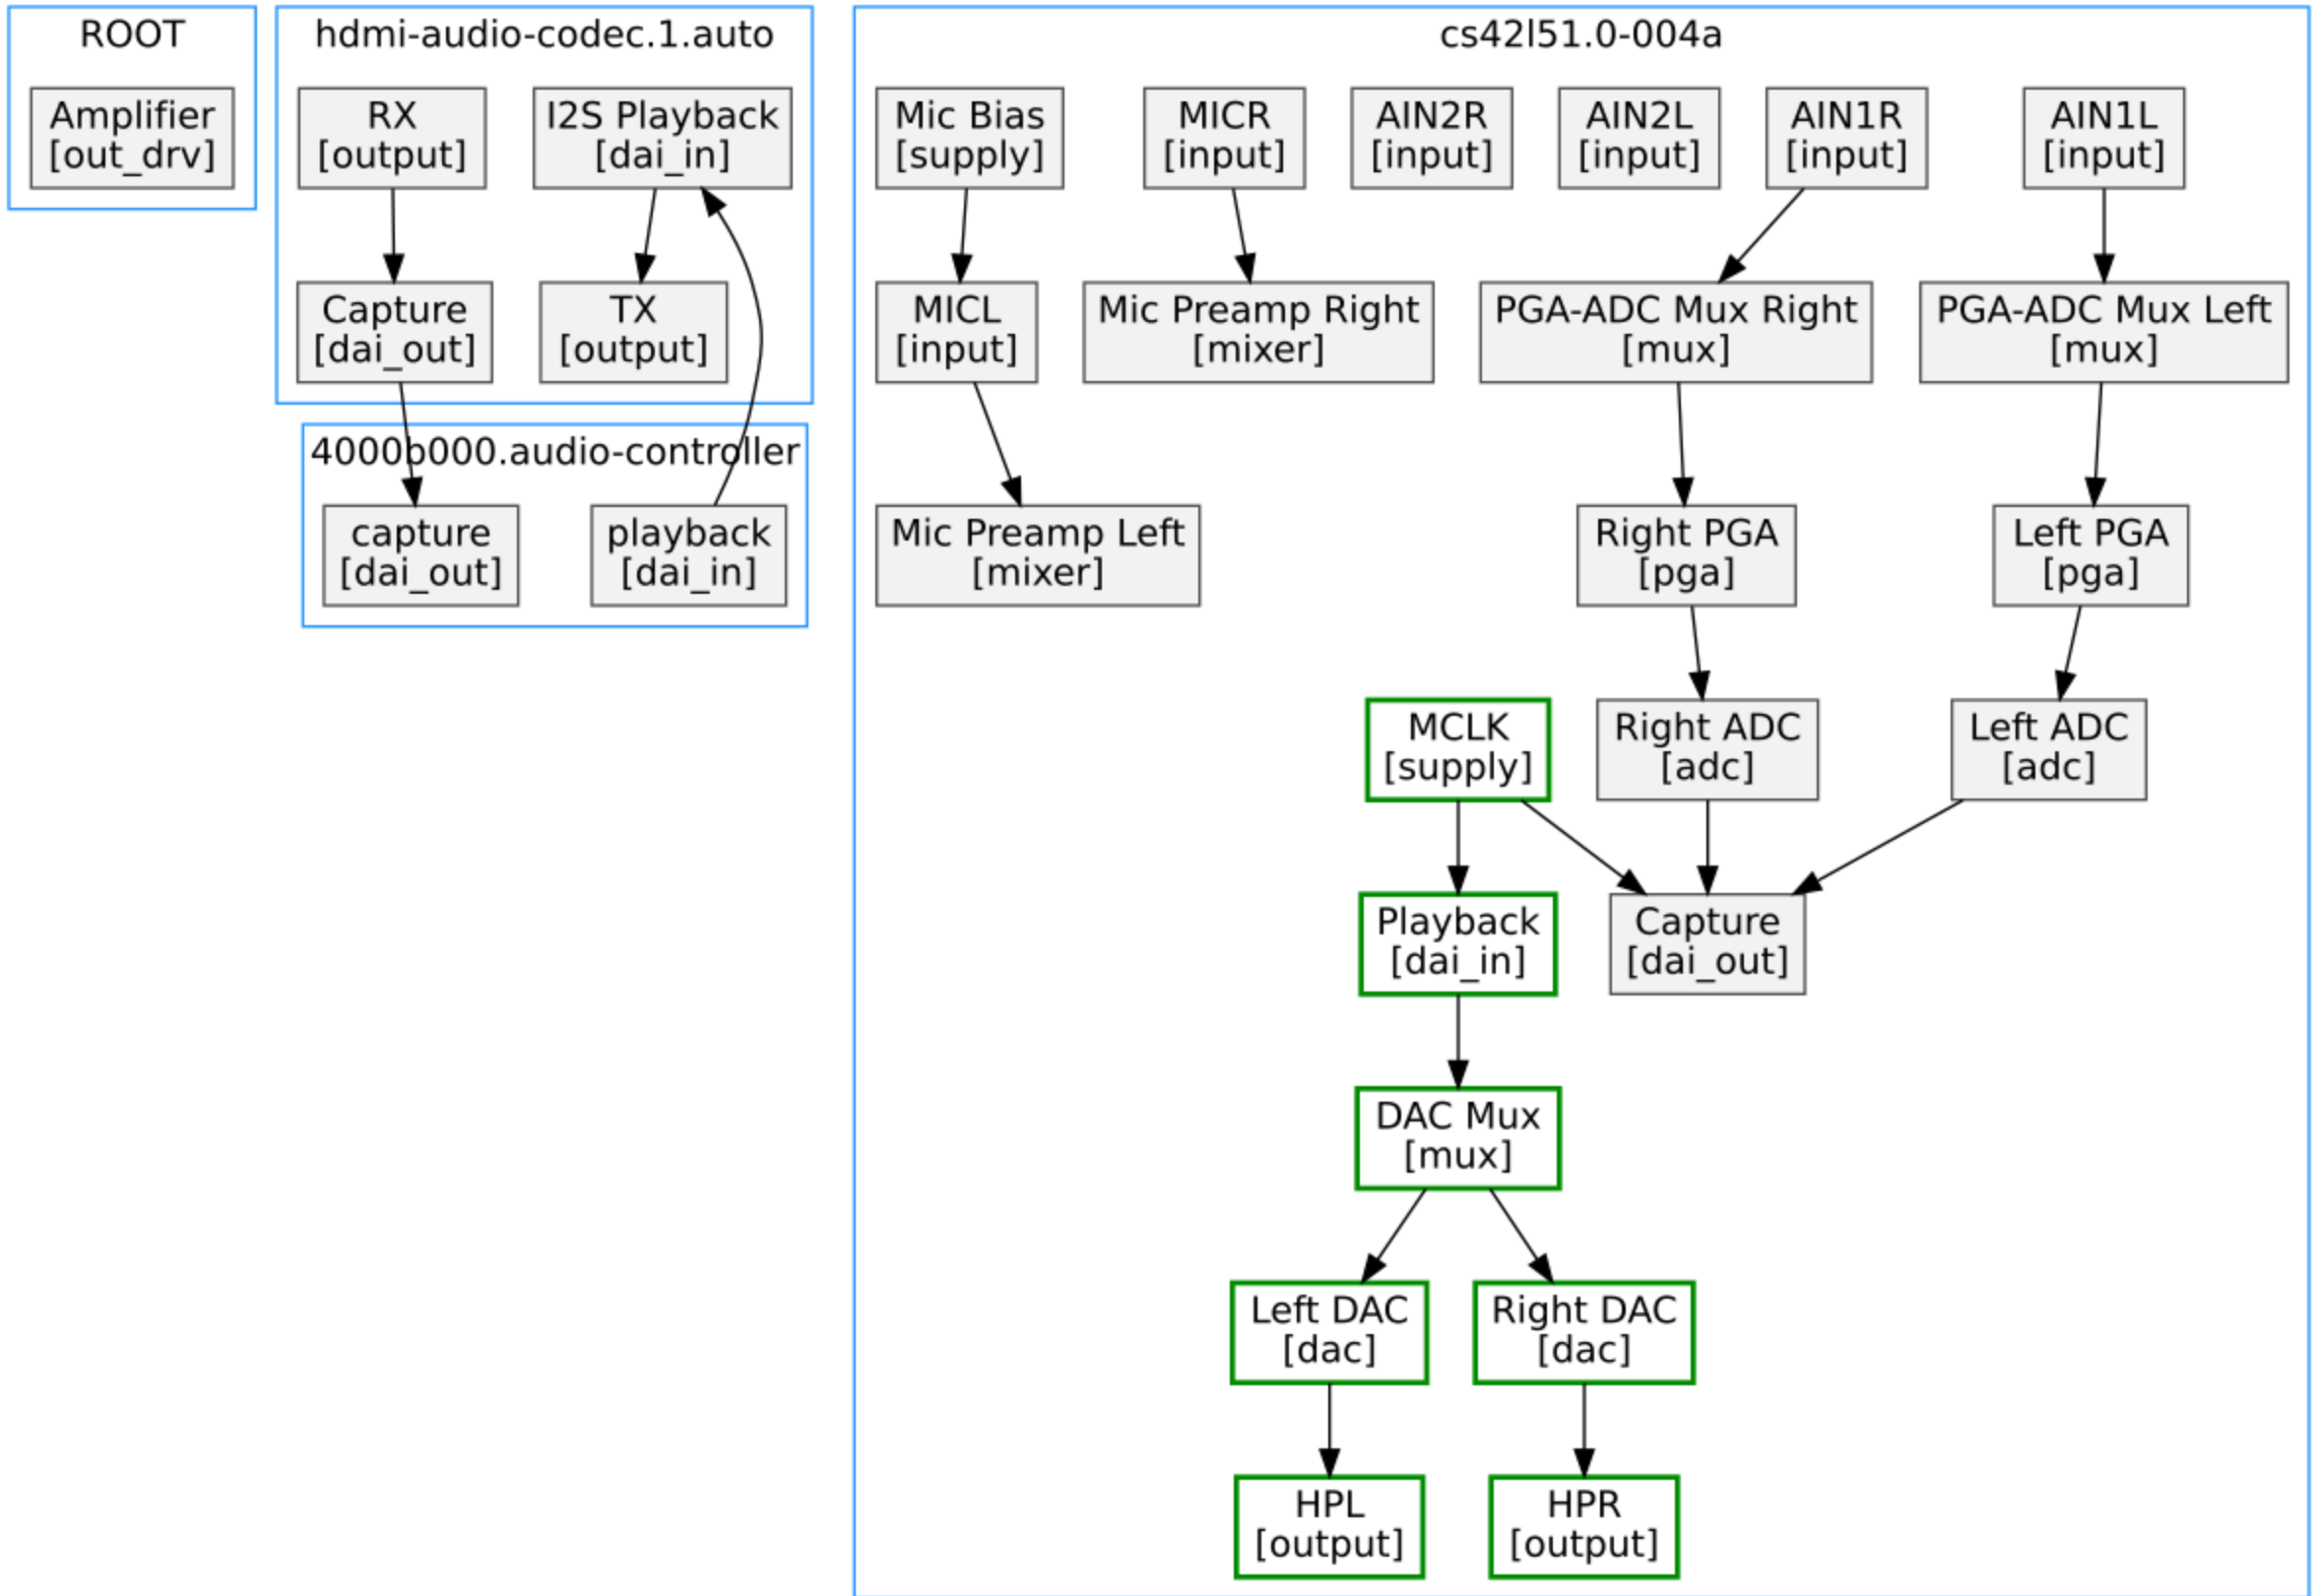 ROOT
Amplifier
[out_drv]
hdmi-audio-codec.1.auto
RX
[output]
I2S Playback
[dai_in]
Capture
[dai_out]
TX
[output]
4000b000.audio-controller
capture
[dai_out]
playback
[dai_in]
cs42l51.0-004a
Mic Bias
[supply]
MICR
[input]
AIN2R
[input]
AIN2L
[input]
AIN1R
[input]
AIN1L
[input]
MICL
[input]
Mic Preamp Right
[mixer]
PGA-ADC Mux Right
[mux]
PGA-ADC Mux Left
[mux]
Mic Preamp Left
[mixer]
Right PGA
[pga]
Left PGA
[pga]
MCLK
[supply]
Right ADC
[adc]
Left ADC
[adc]
Playback
[dai_in]
Capture
[dai_out]
DAC Mux
[mux]
Left DAC
[dac]
Right DAC
[dac]
HPL
[output]
HPR
[output]